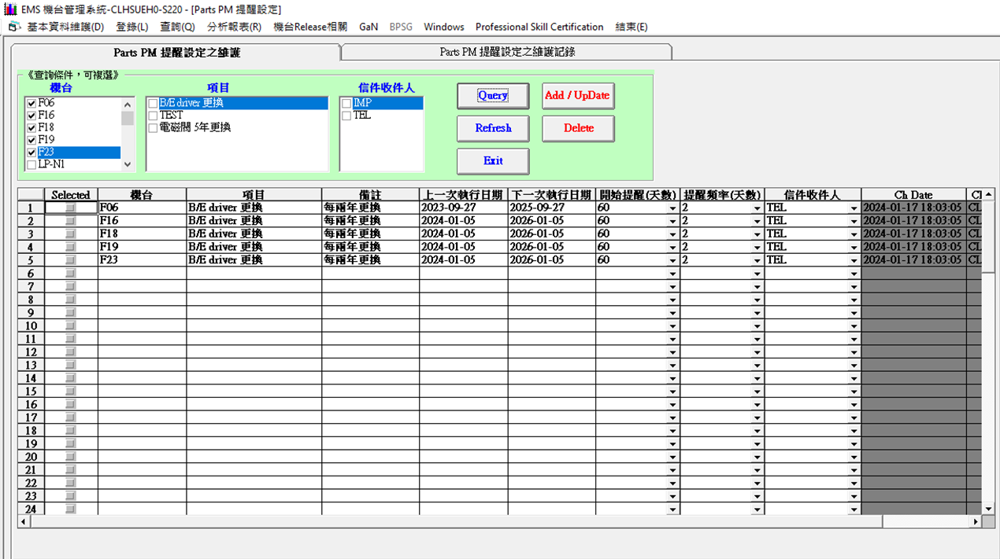 EMS 機台管理系統-CLHSUEH0-S220 - [Parts PM 提醒設定]
基本資料維護(D) 登錄(L) 查詢(Q) 分析報表(R) 機台Release相關 GaN BPSG Windows Professional Skill Certification 結束(E)
Parts PM 提醒設定之維護 Parts PM 提醒設定之維護記錄
《查詢條件，可複選》
機台 項目 信件收件人
F06 B/E driver 更換 IMP Query Add / UpDate
F16 TEST TEL
F18 電磁閥 5年更換 Refresh Delete
F19
F23
LP-N1 Exit
Selected 機台 項目 備註 上一次執行日期 下一次執行日期 開始提醒(天數) 提醒頻率(天數) 信件收件人 Ch Date
1 F06 B/E driver 更換 每兩年更換 2023-09-27 2025-09-27 60 2 TEL 2024-01-17 18:03:05 CL
2 F16 B/E driver 更換 每兩年更換 2024-01-05 2026-01-05 60 2 TEL 2024-01-17 18:03:05 CL
3 F18 B/E driver 更換 每兩年更換 2024-01-05 2026-01-05 60 2 TEL 2024-01-17 18:03:05 CL
4 F19 B/E driver 更換 每兩年更換 2024-01-05 2026-01-05 60 2 TEL 2024-01-17 18:03:05 CL
5 F23 B/E driver 更換 每兩年更換 2024-01-05 2026-01-05 60 2 TEL 2024-01-17 18:03:05 CL
6
7
8
9
10
11
12
13
14
15
16
17
18
19
20
21
22
23
24